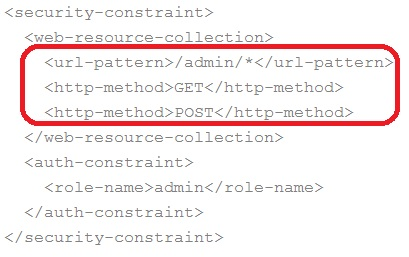 <security-constraint>
<web-resource-collection>
<url-pattern>/admin/*</url-pattern>
<http-method>GET</http-method>
<http-method>POST</http-method>
</web-resource-collection>
<auth-constraint>
<role-name>admin</role-name>
</auth-constraint>
</security-constraint>